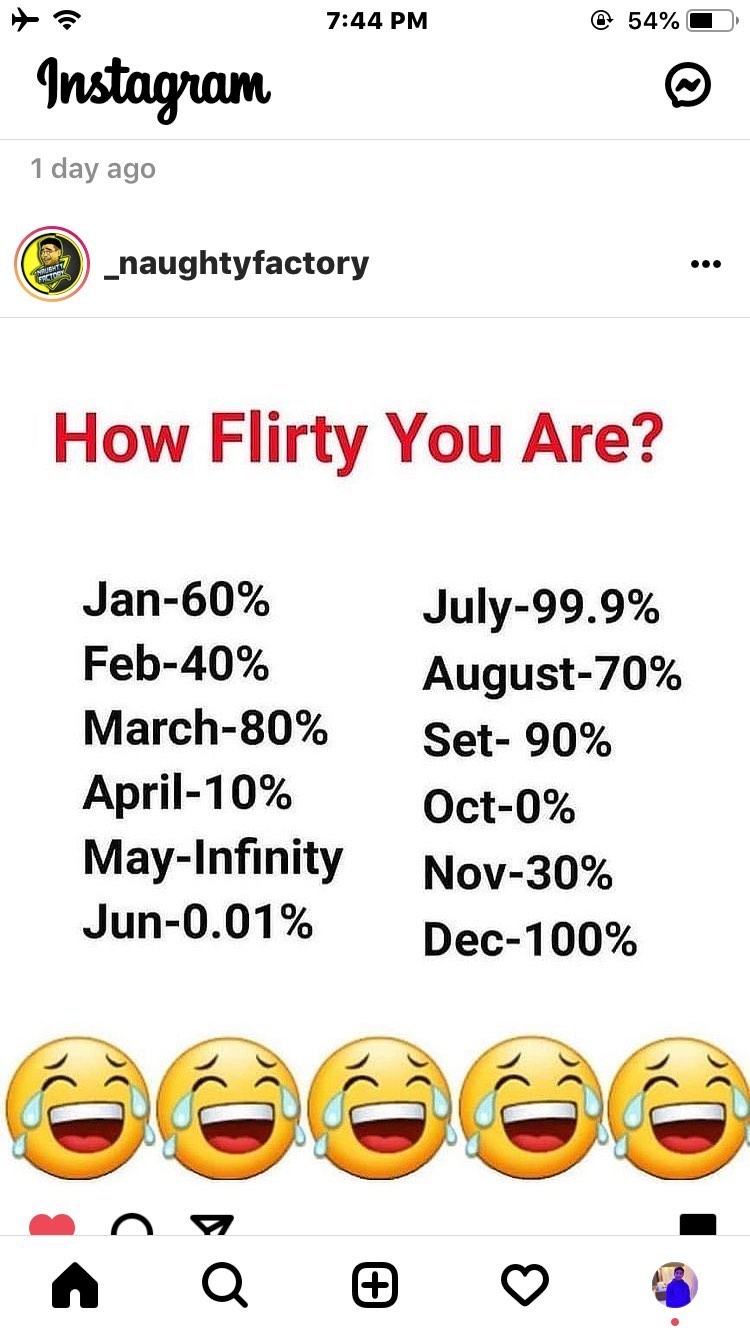 7:44 PM
54%
Instagram
1 day ago
_naughtyfactory
How Flirty You Are?
Jan-60%
Feb-40%
March-80%
April-10%
May-Infinity
Jun-0.01%
July-99.9%
August-70%
Set- 90%
Oct-0%
Nov-30%
Dec-100%